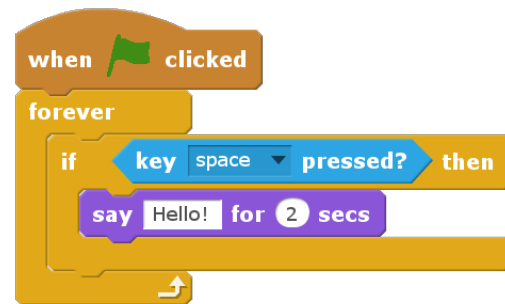 when clicked
forever
if key space pressed? then
say Hello! for 2 secs